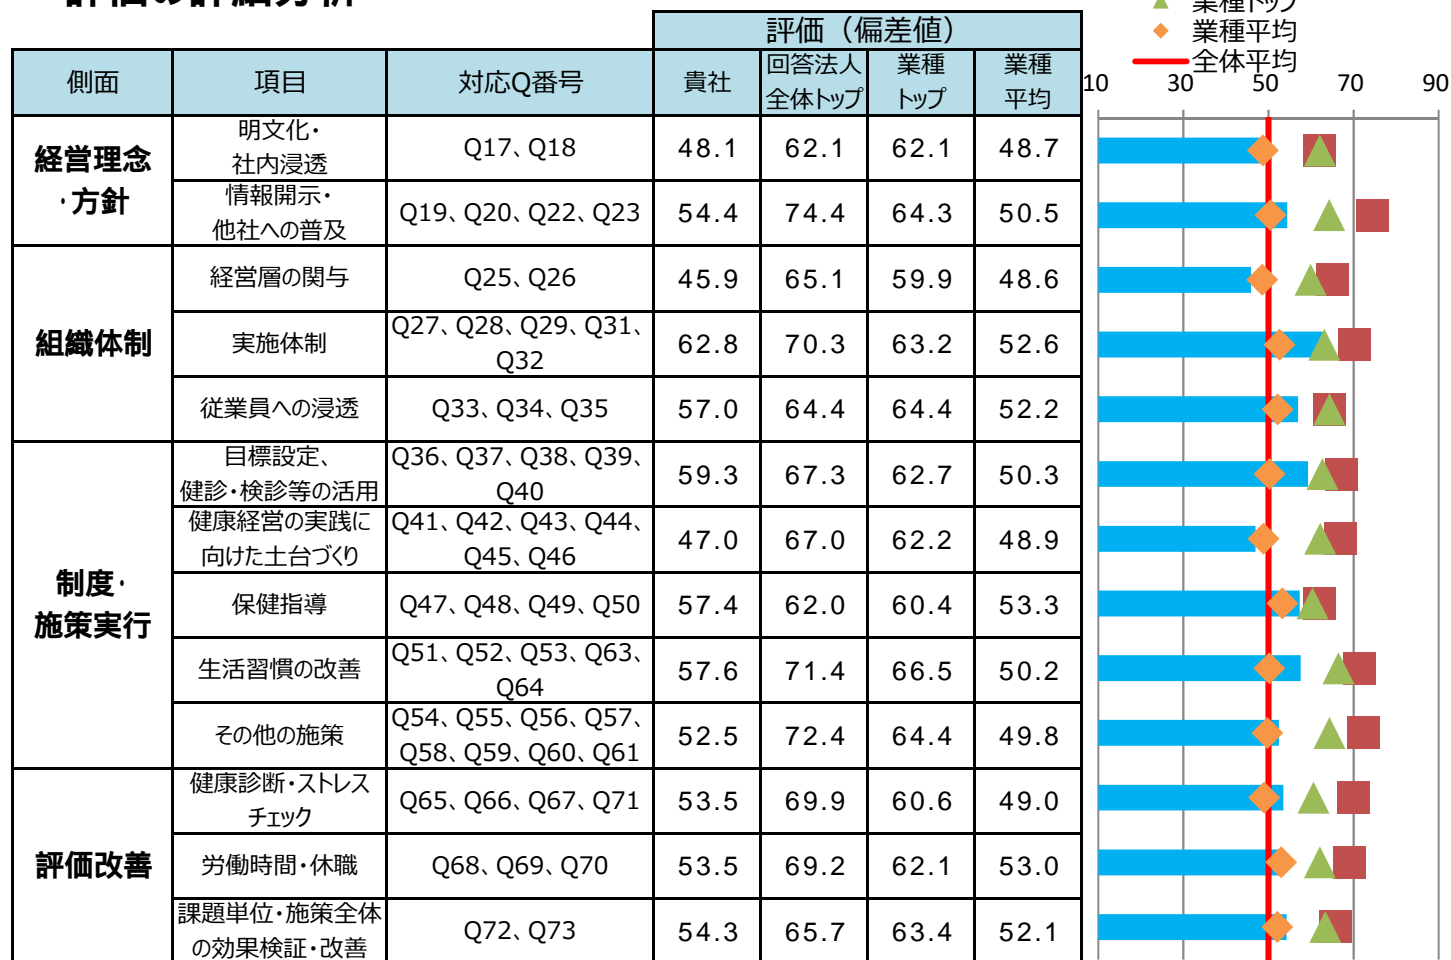 評価の詳細分析
業種トップ
業種平均
全体平均
評価（偏差値）
側面 項目 対応Q番号 貴社 回答法人 業種 業種
全体トップ トップ 平均
10 30 50 70 90
経営理念
・方針
明文化・
社内浸透
Q17、Q18 48.1 62.1 62.1 48.7
情報開示・
他社への普及
Q19、Q20、Q22、Q23 54.4 74.4 64.3 50.5
組織体制
経営層の関与 Q25、Q26 45.9 65.1 59.9 48.6
実施体制
Q27、Q28、Q29、Q31、
Q32
62.8 70.3 63.2 52.6
従業員への浸透 Q33、Q34、Q35 57.0 64.4 64.4 52.2
制度・
施策実行
目標設定、
健診・検診等の活用
Q36、Q37、Q38、Q39、
Q40
59.3 67.3 62.7 50.3
健康経営の実践に
向けた土台づくり
Q41、Q42、Q43、Q44、
Q45、Q46
47.0 67.0 62.2 48.9
保健指導 Q47、Q48、Q49、Q50 57.4 62.0 60.4 53.3
生活習慣の改善
Q51、Q52、Q53、Q63、
Q64
57.6 71.4 66.5 50.2
その他の施策
Q54、Q55、Q56、Q57、
Q58、Q59、Q60、Q61
52.5 72.4 64.4 49.8
評価改善
健康診断・ストレス
チェック
Q65、Q66、Q67、Q71 53.5 69.9 60.6 49.0
労働時間・休職 Q68、Q69、Q70 53.5 69.2 62.1 53.0
課題単位・施策全体
の効果検証・改善
Q72、Q73 54.3 65.7 63.4 52.1